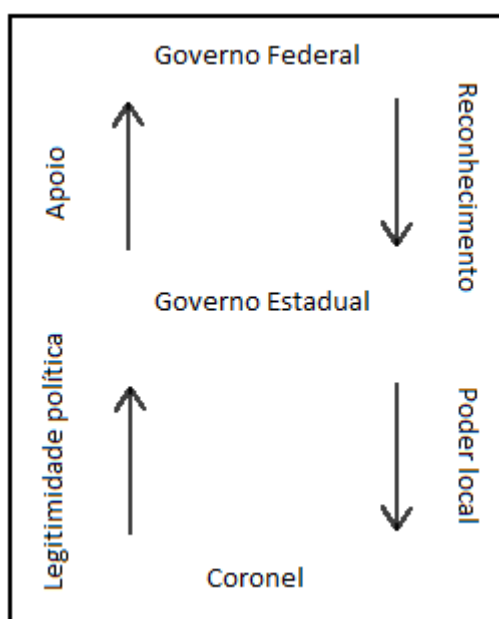 Governo Federal
Apoio
Reconhecimento
Governo Estadual
Legitimidade política
Poder local
Coronel